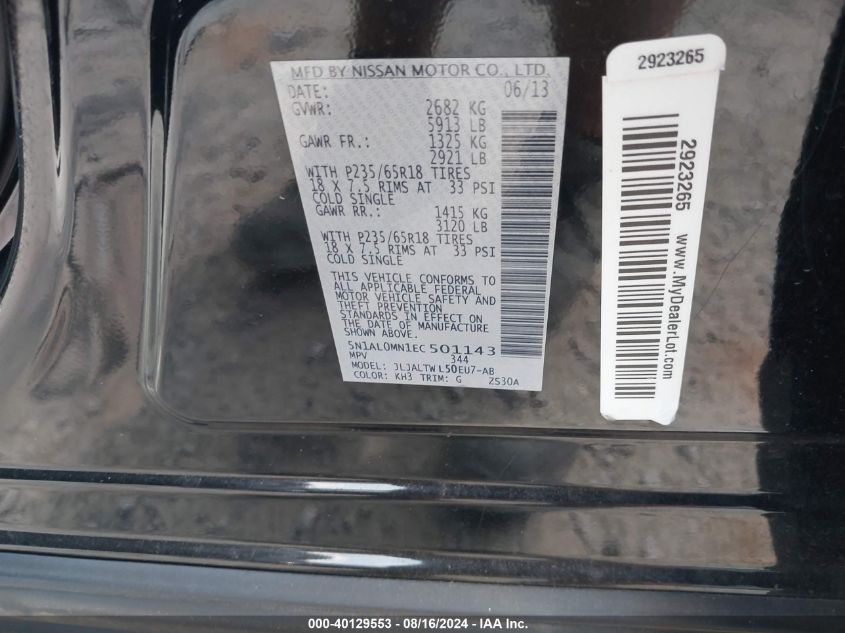 MFD BY NISSAN MOTOR CO., LTD.
DATE: 06/13
GVWR: 2682 KG
5913 LB
GAWR FR.: 1325 KG
2921 LB
WITH P235/65R18 TIRES
18 X 7.5 RIMS AT 33 PSI
COLD SINGLE
GAWR RR.: 1415 KG
3120 LB
WITH P235/65R18 TIRES
18 X 7.5 RIMS AT 33 PSI
COLD SINGLE
THIS VEHICLE CONFORMS TO
ALL APPLICABLE FEDERAL
MOTOR VEHICLE SAFETY AND
THEFT PREVENTION
STANDARDS IN EFFECT ON
THE DATE OF MANUFACTURE
SHOWN ABOVE.
5N1AL0MN1EC501143
MPV 344
MODEL: JLJALTWL50EU7-AB
COLOR: KH3 TRIM: G ZS30A
2923265
2923265 www.MyDealerLot.com
000-40129553 - 08/16/2024 - IAA, Inc.